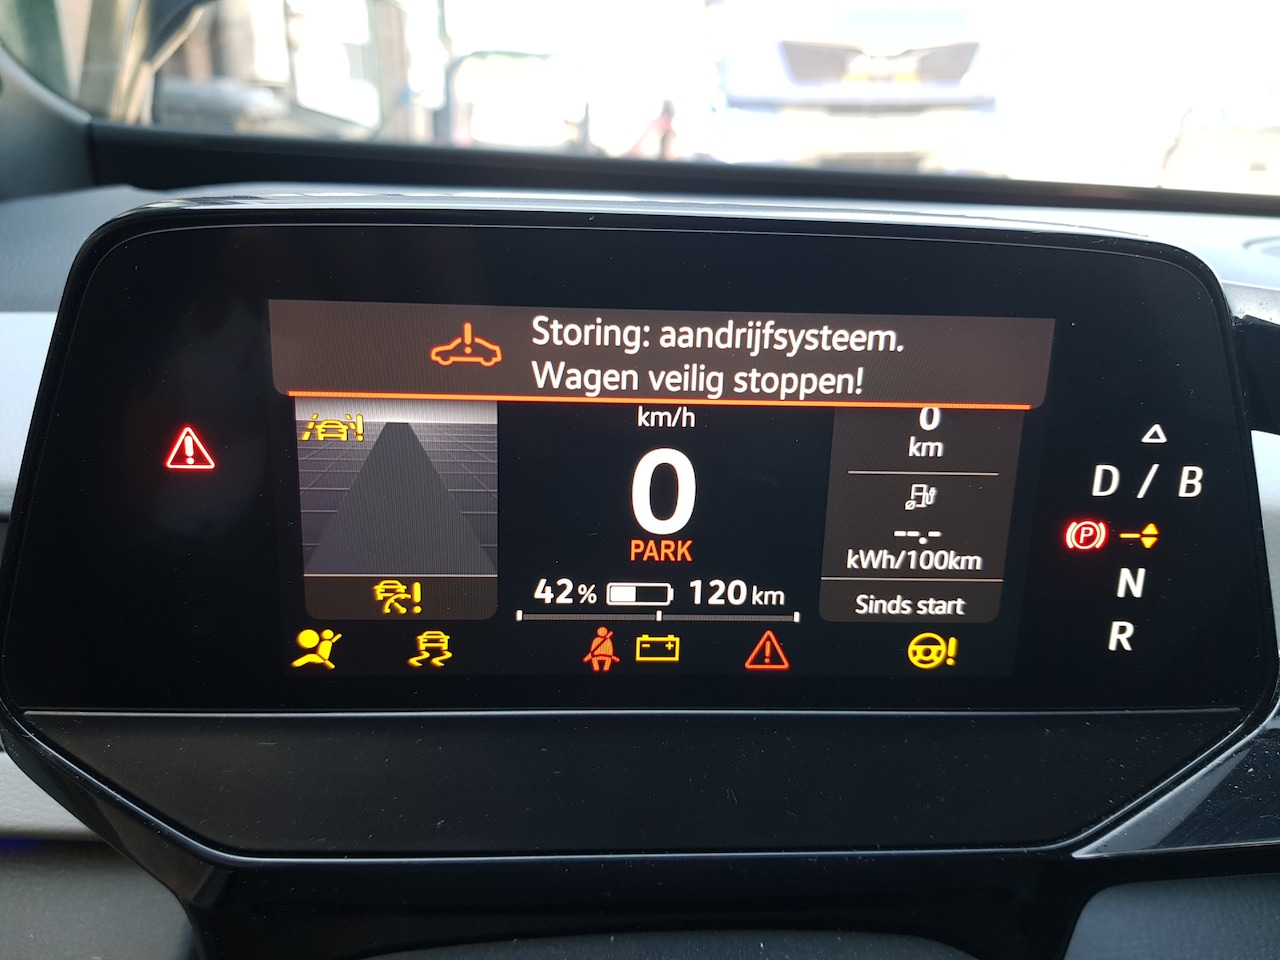 Storing: aandrijfsysteem.
Wagen veilig stoppen!
km/h
0
PARK
42% 120 km
0
km
--.-
kWh/100km
Sinds start
D / B
P
N
R